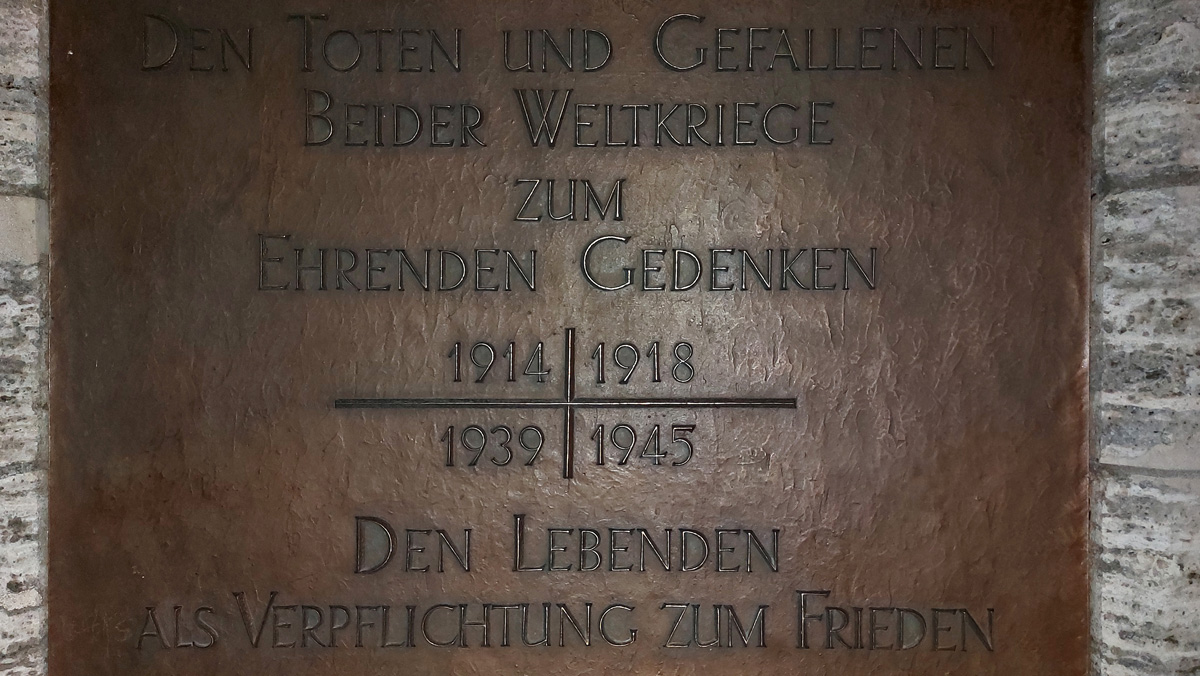 Den Toten und Gefallenen
Beider Weltkriege
zum
Ehrenden Gedenken
1914 1918
1939 1945
Den Lebenden
als Verpflichtung zum Frieden